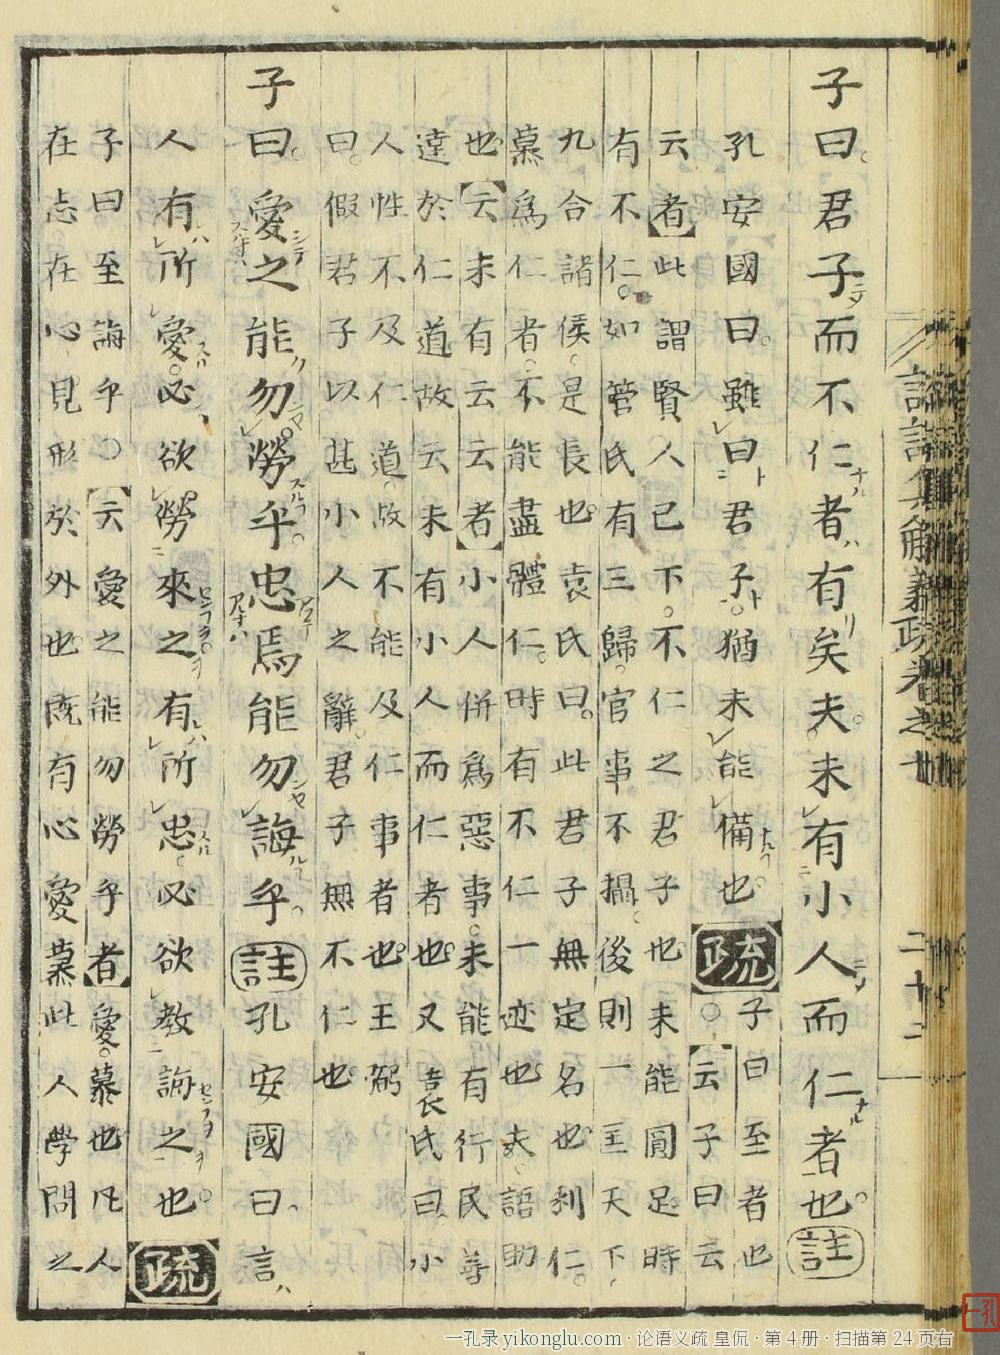 子曰君子而不仁者有矣夫未有小人而仁者也註
孔安國曰雖曰君子猶未能備也疏
子曰至者也
○云子曰云
云者此謂賢人已下不仁之君子也未能圓足時
有不仁如管氏有三歸官事不攝後則一匡天下
九合諸侯是長也袁氏曰此君子無定名也利仁
慕爲仁者不能盡體仁時有不仁一迹也夫語助
也云未有云云者小人併爲惡事未能有行民善
達於仁道故云未有小人而仁者也又袁氏曰小
人性不及仁道故不能及仁事者也王弼
曰假君子以甚小人之辭君子無不仁也
子曰愛之能勿勞乎忠焉能勿誨乎註孔安國曰言
人有所愛必欲勞來之有所忠必欲教誨之也疏
子曰至誨乎○云愛之能勿勞乎者愛慕也凡人
在志在心見形於外也既有心愛慕此人學問之
二十二
一孔录 yikonglu.com · 论语义疏 皇侃 · 第 4 册 · 扫描第 24 页右
一孔